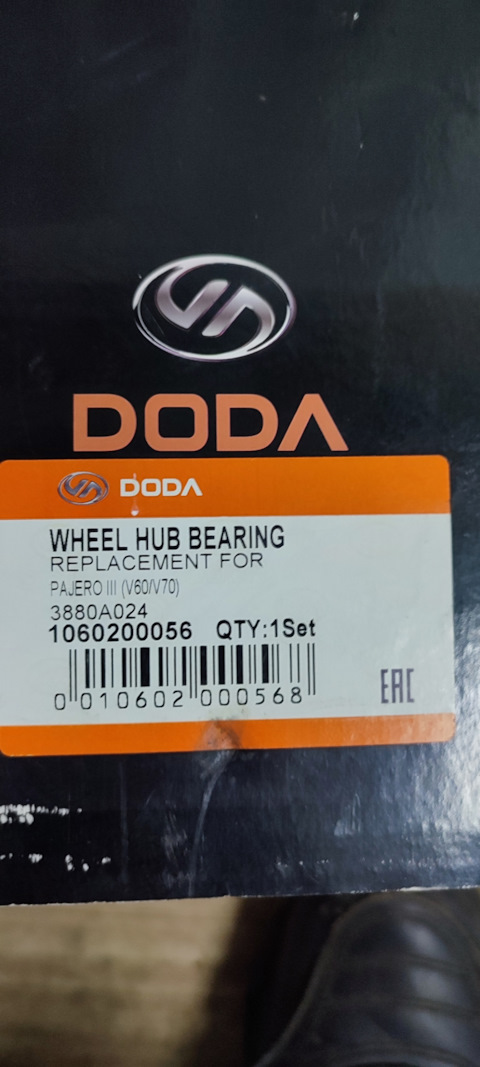 DODA
DODA
WHEEL HUB BEARING
REPLACEMENT FOR
PAJERO III (V60/V70)
3880A024
1060200056 QTY:1Set
0 010602 000568
EAC